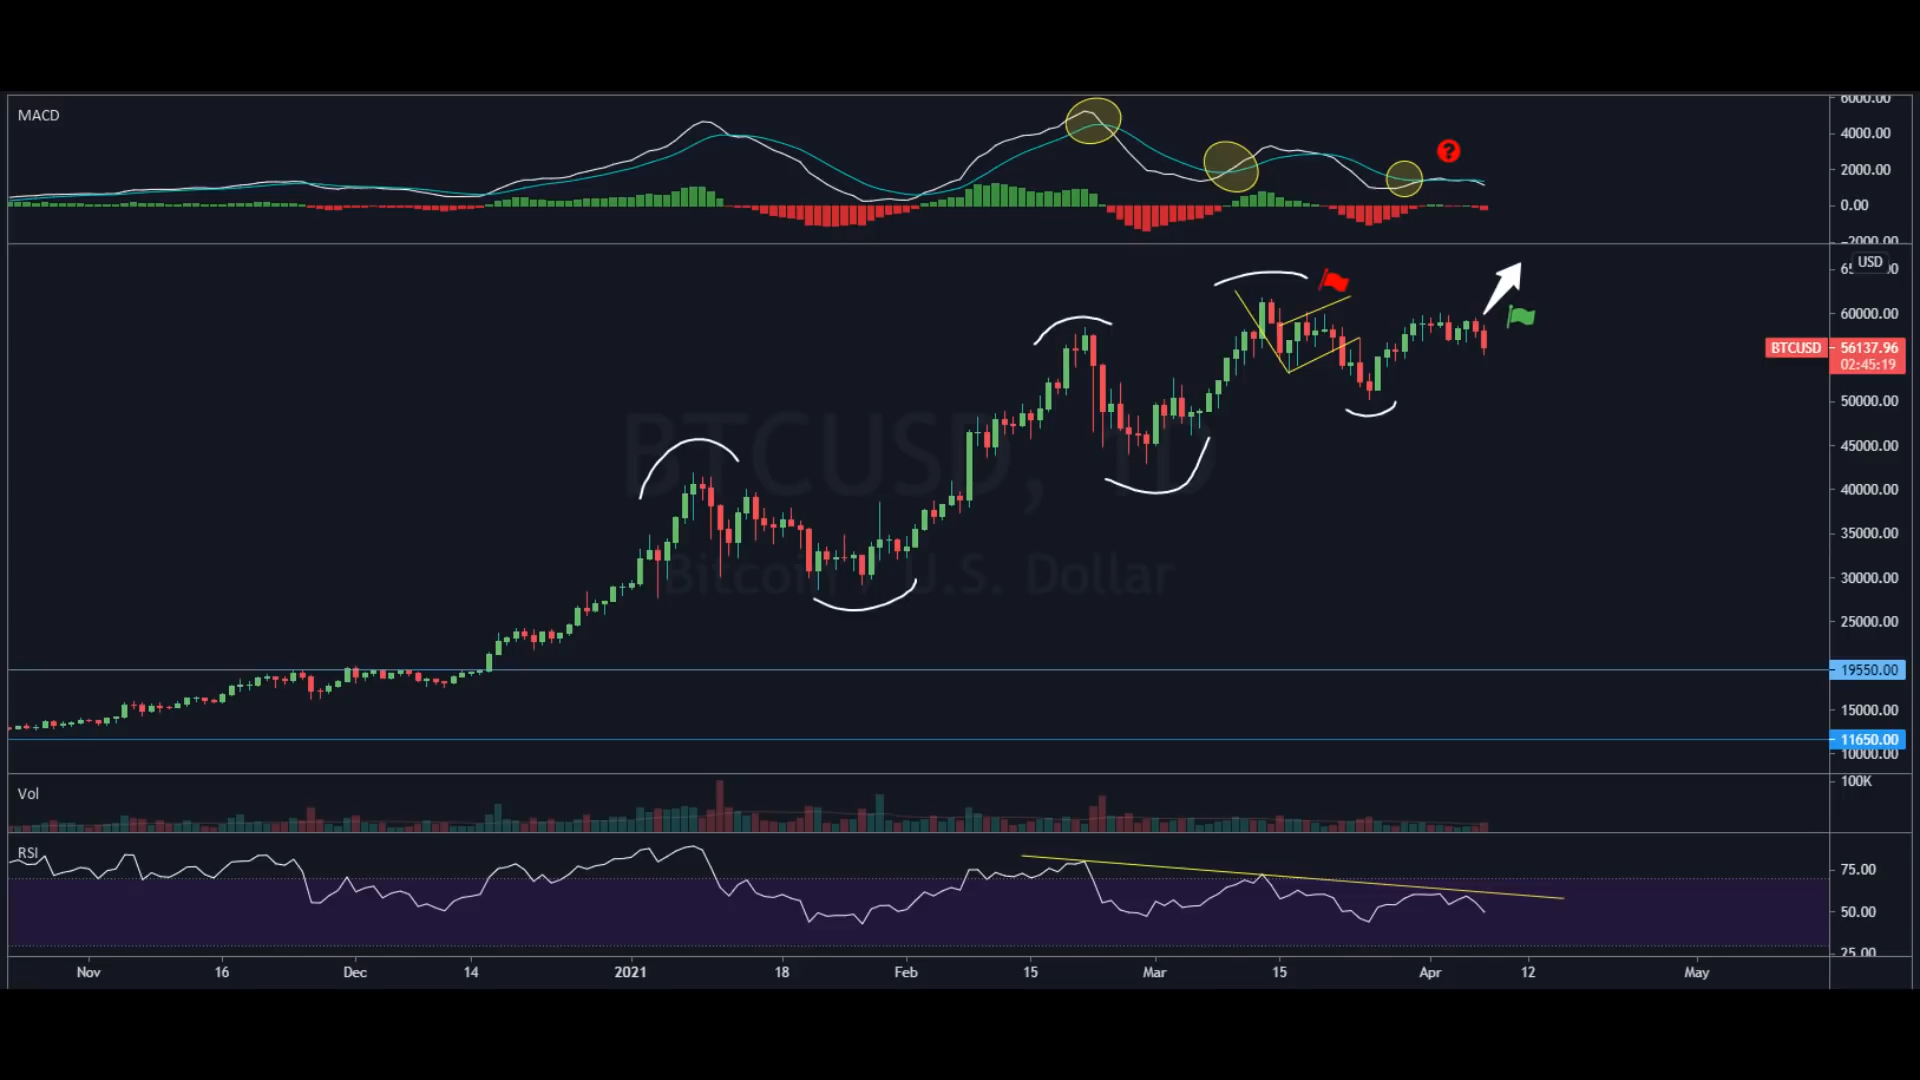 MACD
6000.00
4000.00
2000.00
0.00
-2000.00
USD
60000.00
BTCUSD 56137.96
02:45:19
50000.00
45000.00
BTCUSD, 1D
40000.00
35000.00
Bitcoin / U.S. Dollar
30000.00
25000.00
19550.00
15000.00
11650.00
10000.00
100K
Vol
RSI
75.00
50.00
25.00
Nov 16 Dec 14 2021 18 Feb 15 Mar 15 Apr 12 May
?